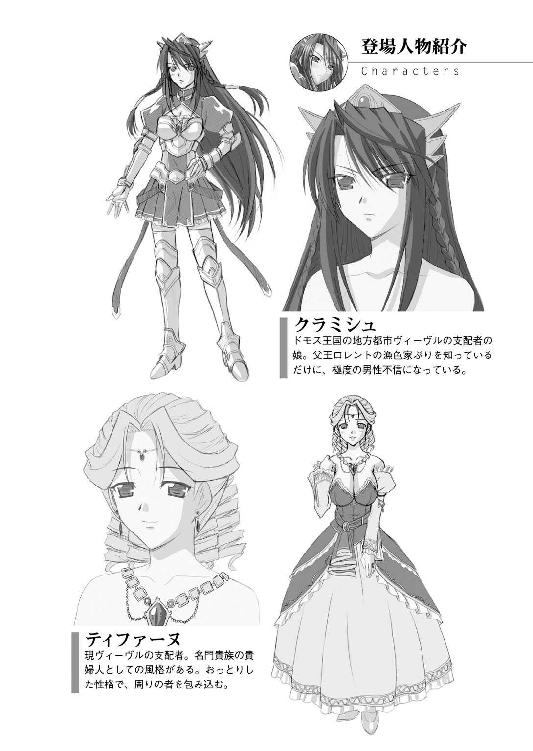 登場人物紹介
Characters
クラミシュ
ドモス王国の地方都市ヴィーヴルの支配者の
娘。父王ロレントの漁色家ぶりを知っている
だけに、極度の男性不信になっている。
ティファーヌ
現ヴィーヴルの支配者。名門貴族の貴
婦人としての風格がある。おっとりし
た性格で、周りの者を包み込む。